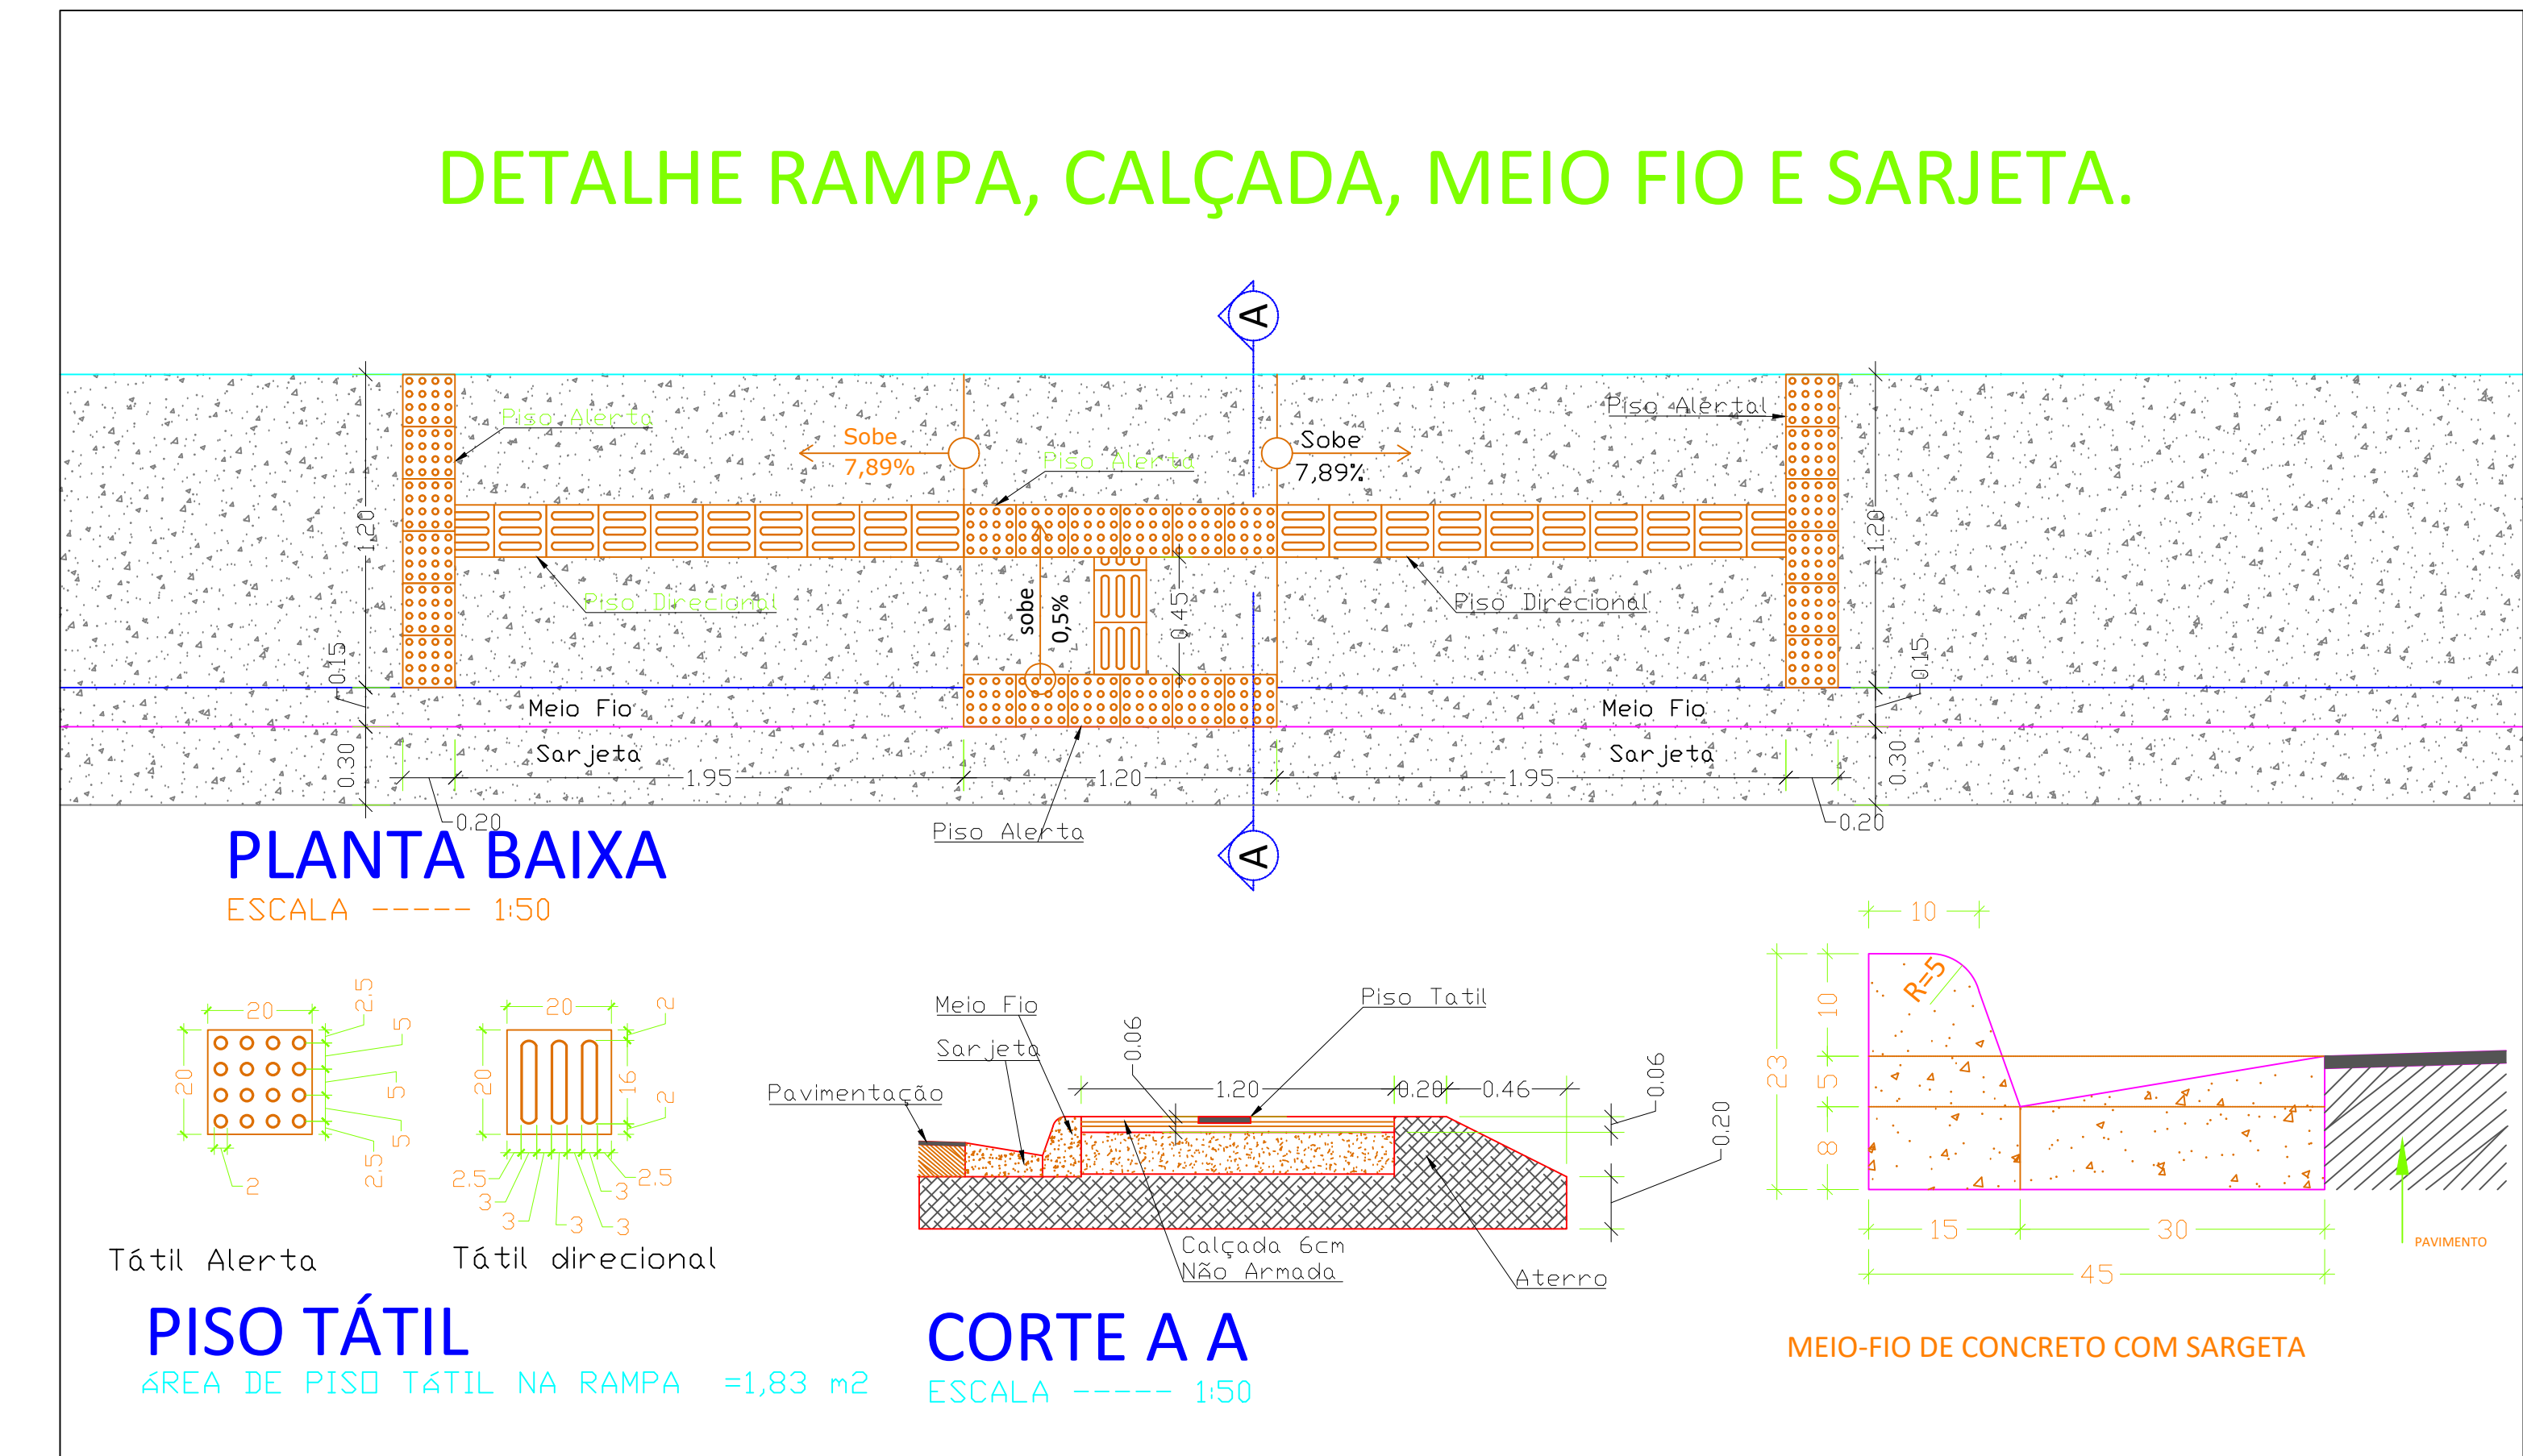 DETALHE RAMPA, CALÇADA, MEIO FIO E SARJETA.
A
Piso Alerta
Sobe
7,89%
Piso Alerta
Sobe
7,89%
Piso Alertal
1.20
1.20
sobe
0,5%
0.45
Piso Direcional
Piso Direcional
0.15
0.15
Meio Fio
Meio Fio
Sarjeta
Sarjeta
0.30
0.30
1.95
1.20
1.95
0.20
0.20
Piso Alerta
A
PLANTA BAIXA
ESCALA ----- 1:50
20
2.5
5
20
5
5
2.5
2
Tátil Alerta
20
2
20
16
2
2.5
3
3
3
3
3
2.5
Tátil direcional
PISO TÁTIL
ÁREA DE PISO TÁTIL NA RAMPA =1,83 m2
Meio Fio
Sarjeta
Pavimentação
0.06
Piso Tatil
1.20
0.20
0.46
0.06
0.20
Calçada 6cm
Não Armada
Aterro
CORTE A A
ESCALA ----- 1:50
10
R=5
10
23
5
8
15
30
45
PAVIMENTO
MEIO-FIO DE CONCRETO COM SARGETA